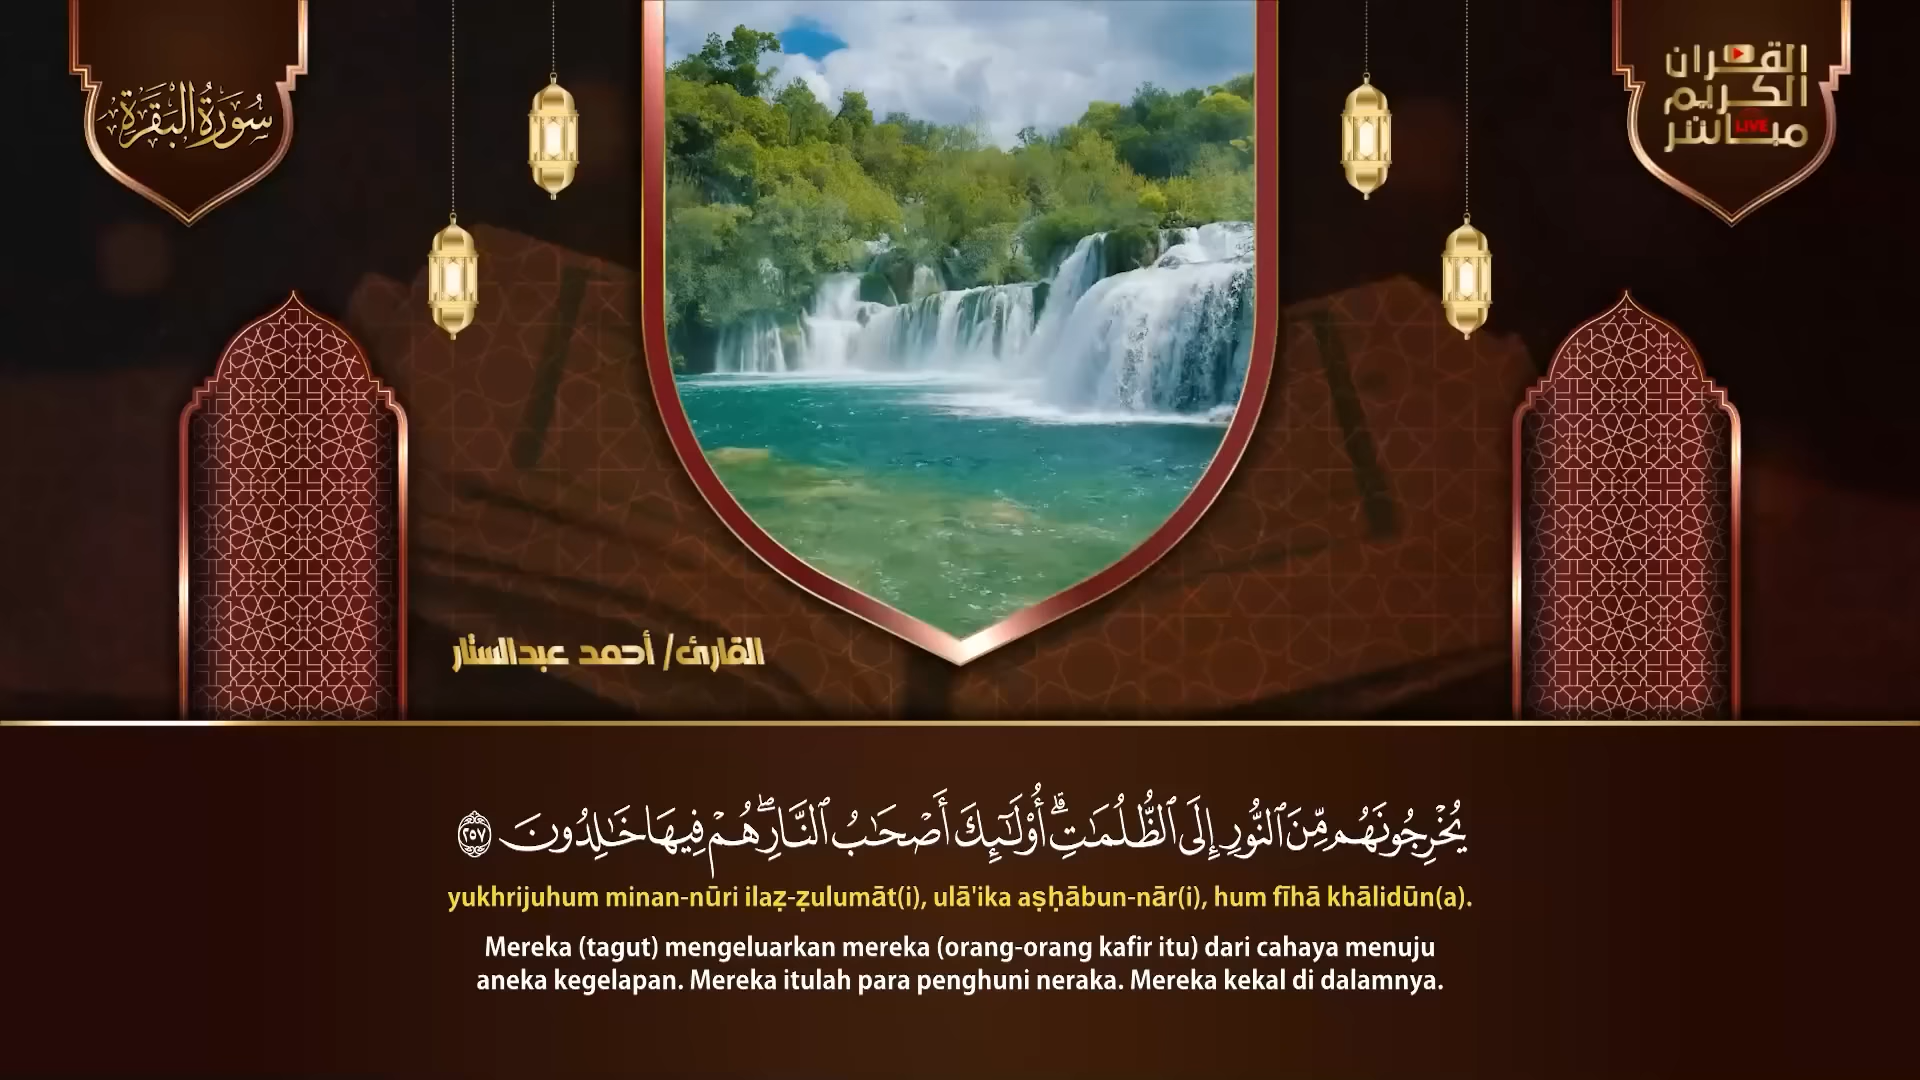 سُورَةُ البَقَرَةِ
القرآن
الكريم
مباشر
LIVE
القارئ/ أحمد عبدالستار
يُخْرِجُونَهُم مِّنَ ٱلنُّورِ إِلَى ٱلظُّلُمَٰتِۗ أُو۟لَٰٓئِكَ أَصْحَٰبُ ٱلنَّارِۖ هُمْ فِيهَا خَٰلِدُونَ ٢٥٧
yukhrijuhum minan-nūri ilaẓ-ẓulumāt(i), ulā'ika aṣḥābun-nār(i), hum fīhā khālidūn(a).
Mereka (tagut) mengeluarkan mereka (orang-orang kafir itu) dari cahaya menuju
aneka kegelapan. Mereka itulah para penghuni neraka. Mereka kekal di dalamnya.